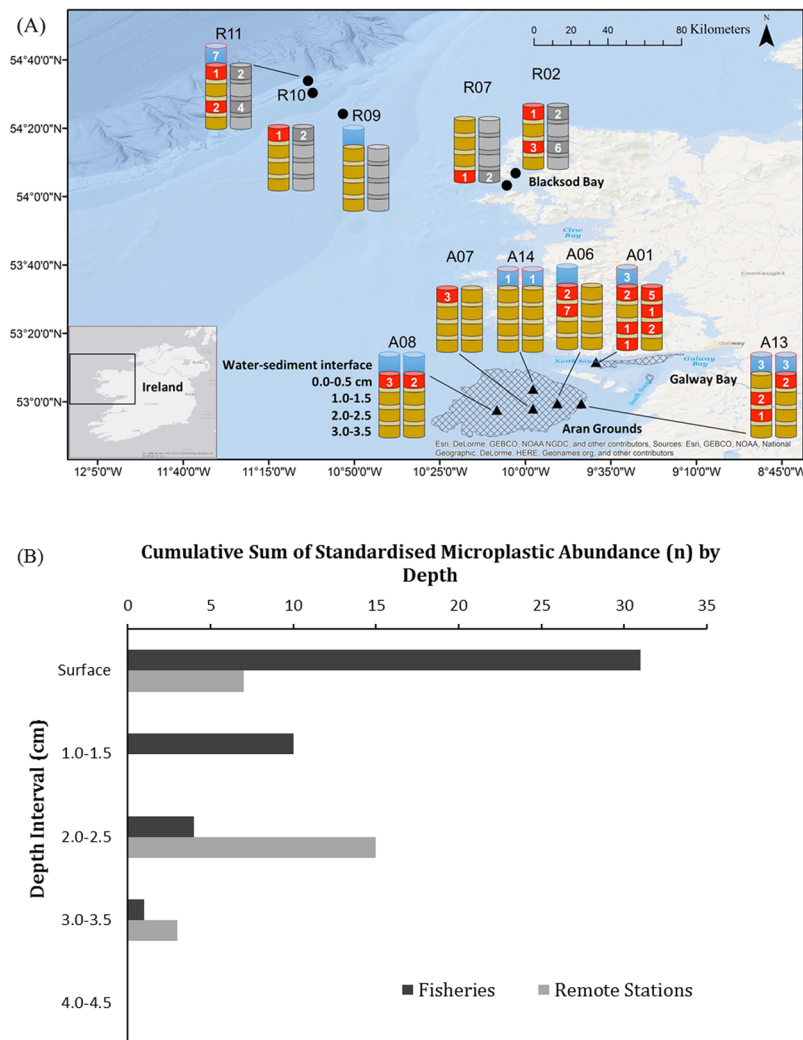 (A)
N
0 20 40 80 Kilometers
R11
7
1 2
2 4
R10
1 2
R09
R07
1 2
R02
1 2
3 6
Blacksod Bay
Clew Bay
Connaught
A07
3
A14
1 1
A06
2
7
A01
3
2 5
1
1 2
1
Galway
North Sound
Galway Bay
South Sound
Galway Bay
A08
3 2
Water-sediment interface
0.0-0.5 cm
1.0-1.5
2.0-2.5
3.0-3.5
A13
3 3
2
2
1
Aran Grounds
Ireland
Esri, DeLorme, GEBCO, NOAA NGDC, and other contributors, Sources: Esri, GEBCO, NOAA, National
Geographic, DeLorme, HERE, Geonames.org, and other contributors
54°40'0"N
54°20'0"N
54°0'0"N
53°40'0"N
53°20'0"N
53°0'0"N
12°5'0"W 11°40'0"W 11°15'0"W 10°50'0"W 10°25'0"W 10°0'0"W 9°35'0"W 9°10'0"W 8°45'0"W
(B)
Cumulative Sum of Standardised Microplastic Abundance (n) by
Depth
0 5 10 15 20 25 30 35
Depth Interval (cm)
Surface
1.0-1.5
2.0-2.5
3.0-3.5
4.0-4.5
Fisheries
Remote Stations